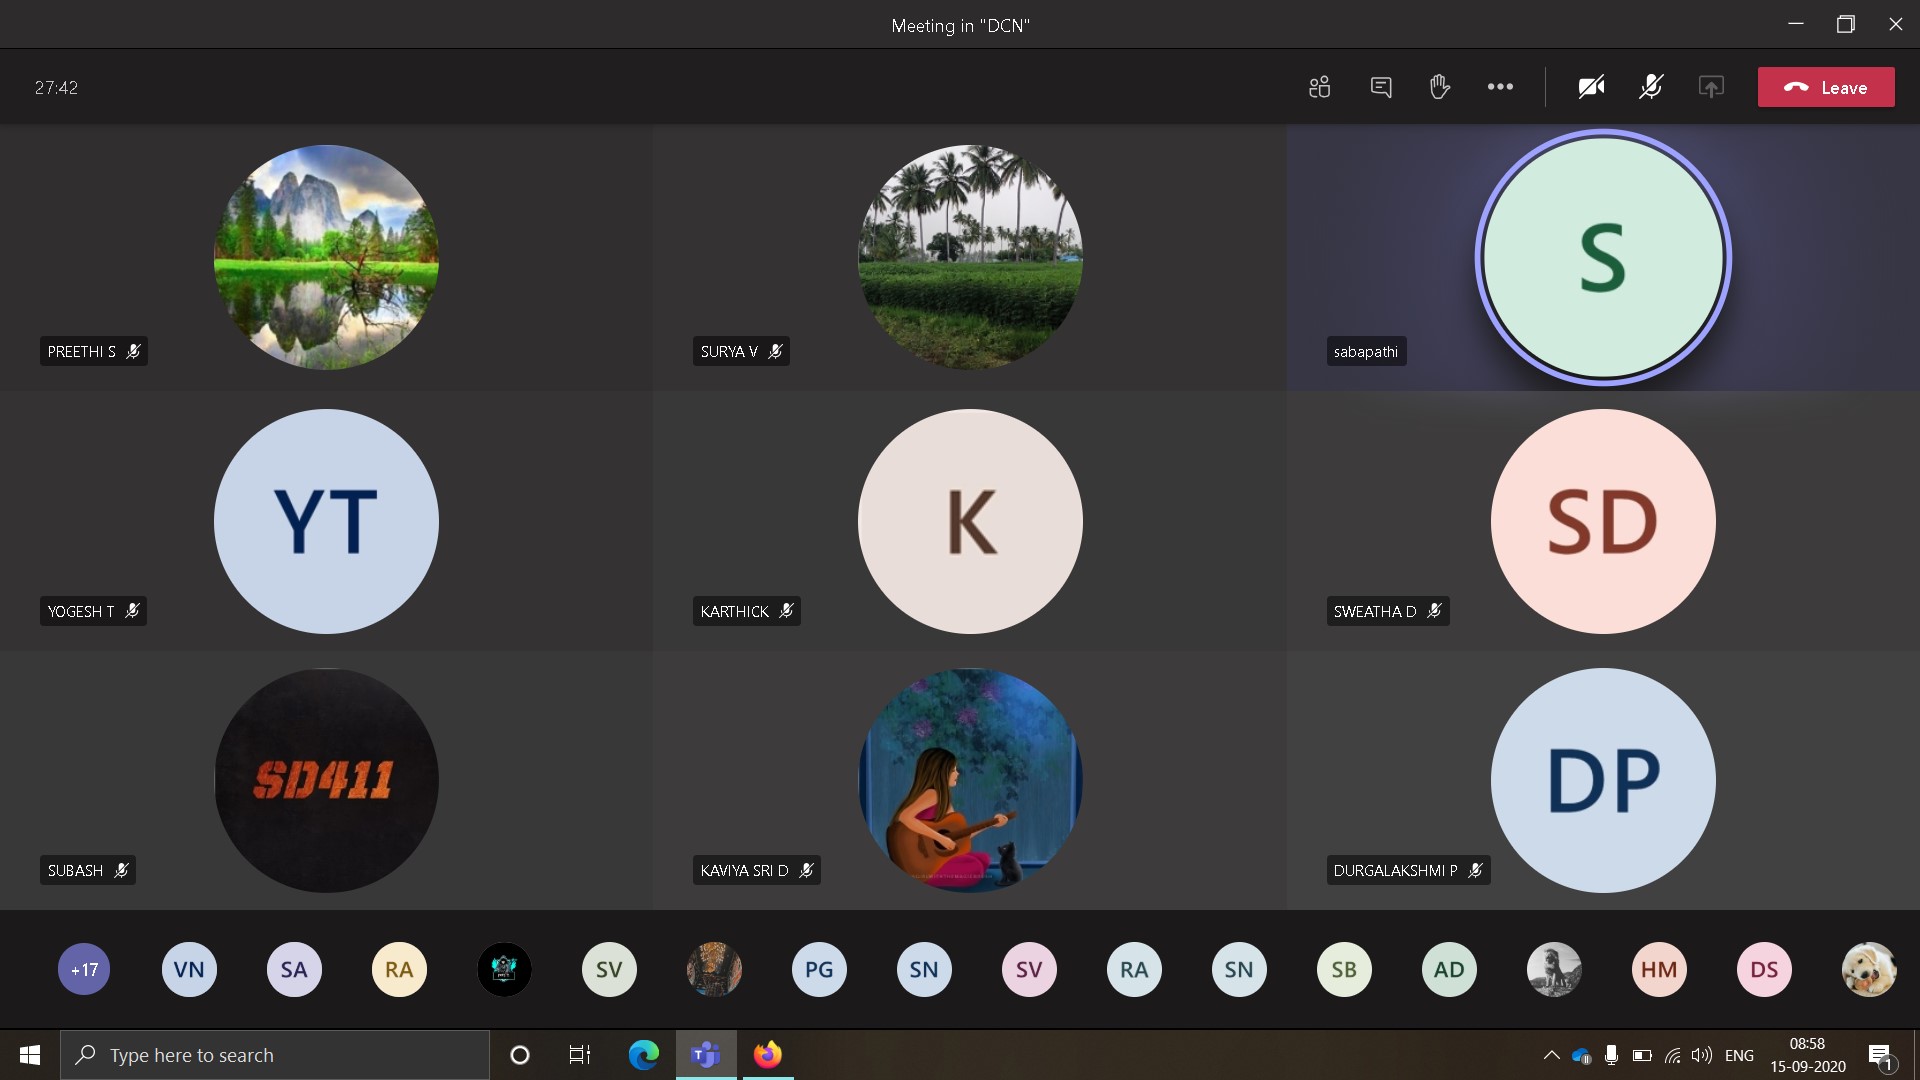 Meeting in "DCN"
27:42
Leave
S
PREETHI S
SURYA V
sabapathi
YT
K
SD
YOGESH T
KARTHICK
SWEATHA D
SD411
DP
SUBASH
KAVIYA SRI D
DURGALAKSHMI P
+17
VN
SA
RA
SV
PG
SN
SV
RA
SN
SB
AD
HM
DS
Type here to search
T
ENG
08:58
15-09-2020
1